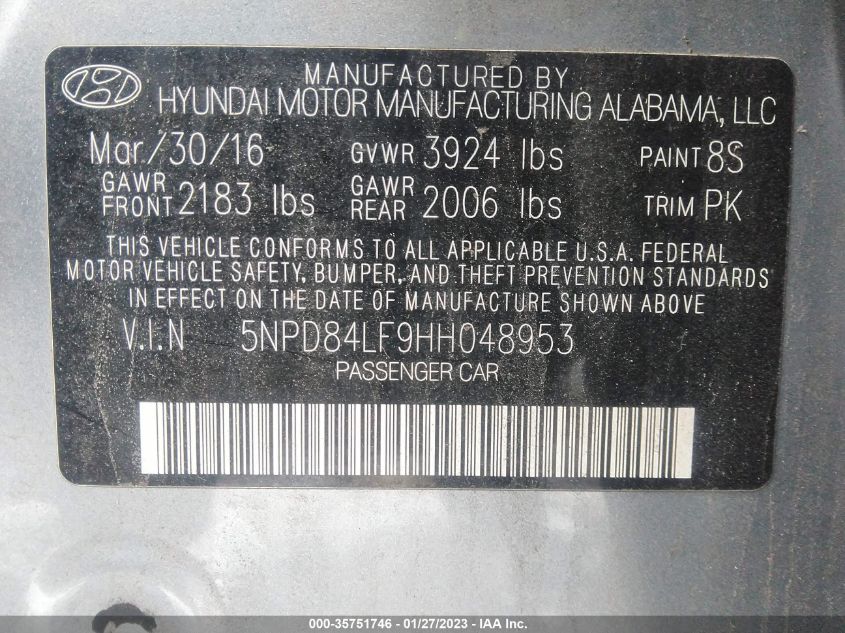 MANUFACTURED BY
HYUNDAI MOTOR MANUFACTURING ALABAMA, LLC
Mar/30/16 GVWR 3924 lbs PAINT 8S
GAWR FRONT 2183 lbs GAWR REAR 2006 lbs TRIM PK
THIS VEHICLE CONFORMS TO ALL APPLICABLE U.S.A. FEDERAL
MOTOR VEHICLE SAFETY, BUMPER, AND THEFT PREVENTION STANDARDS
IN EFFECT ON THE DATE OF MANUFACTURE SHOWN ABOVE
V.I.N 5NPD84LF9HH048953
PASSENGER CAR
000-35751746 - 01/27/2023 - IAA Inc.